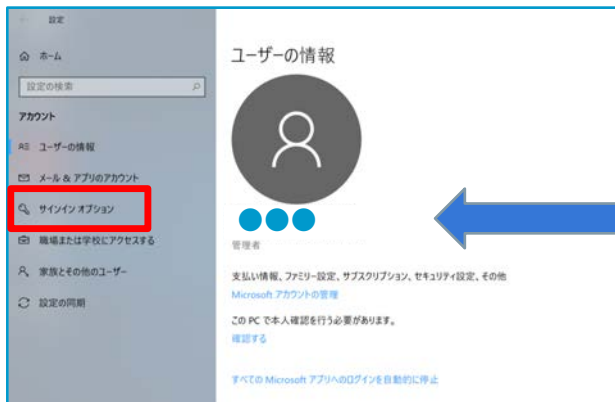 設定
ホーム
設定の検索
アカウント
ユーザーの情報
メール & アプリのアカウント
サインイン オプション
職場または学校にアクセスする
家族とその他のユーザー
設定の同期
ユーザーの情報
管理者
支払い情報、ファミリー設定、サブスクリプション、セキュリティ設定、その他
Microsoft アカウントの管理
この PC で本人確認を行う必要があります。
確認する
すべての Microsoft アプリへのログインを自動的に停止